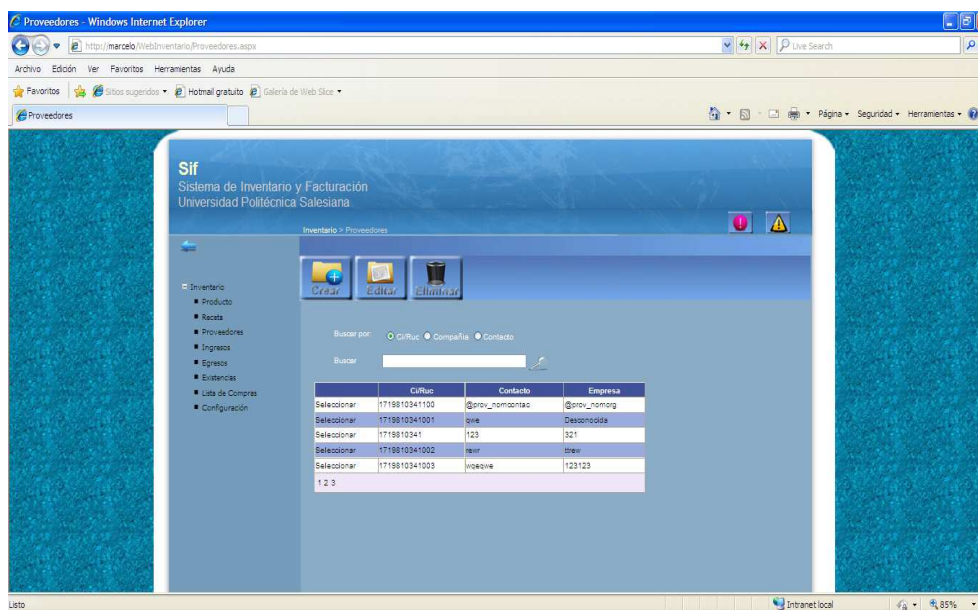 Proveedores - Windows Internet Explorer
http://marcelo/WebInventario/Proveedores.aspx
Live Search
Archivo Edición Ver Favoritos Herramientas Ayuda
Favoritos Sitios sugeridos Hotmail gratuito Galería de Web Slice
Proveedores
Página Seguridad Herramientas
Sif
Sistema de Inventario y Facturación
Universidad Politécnica Salesiana
Inventario > Proveedores
Crear Editar Eliminar
Inventario
Producto
Receta
Proveedores
Ingresos
Egresos
Existencias
Lista de Compras
Configuración
Buscar por: Ci/Ruc Compañia Contacto
Buscar
Ci/Ruc Contacto Empresa
Seleccionar 1719810341100 @prov_nomcontac @prov_nomorg
Seleccionar 1719810341001 qwe Desconocida
Seleccionar 1719810341 123 321
Seleccionar 1719810341002 rewr ttrew
Seleccionar 1719810341003 wqeqwe 123123
1 2 3
Listo
Intranet local
85%